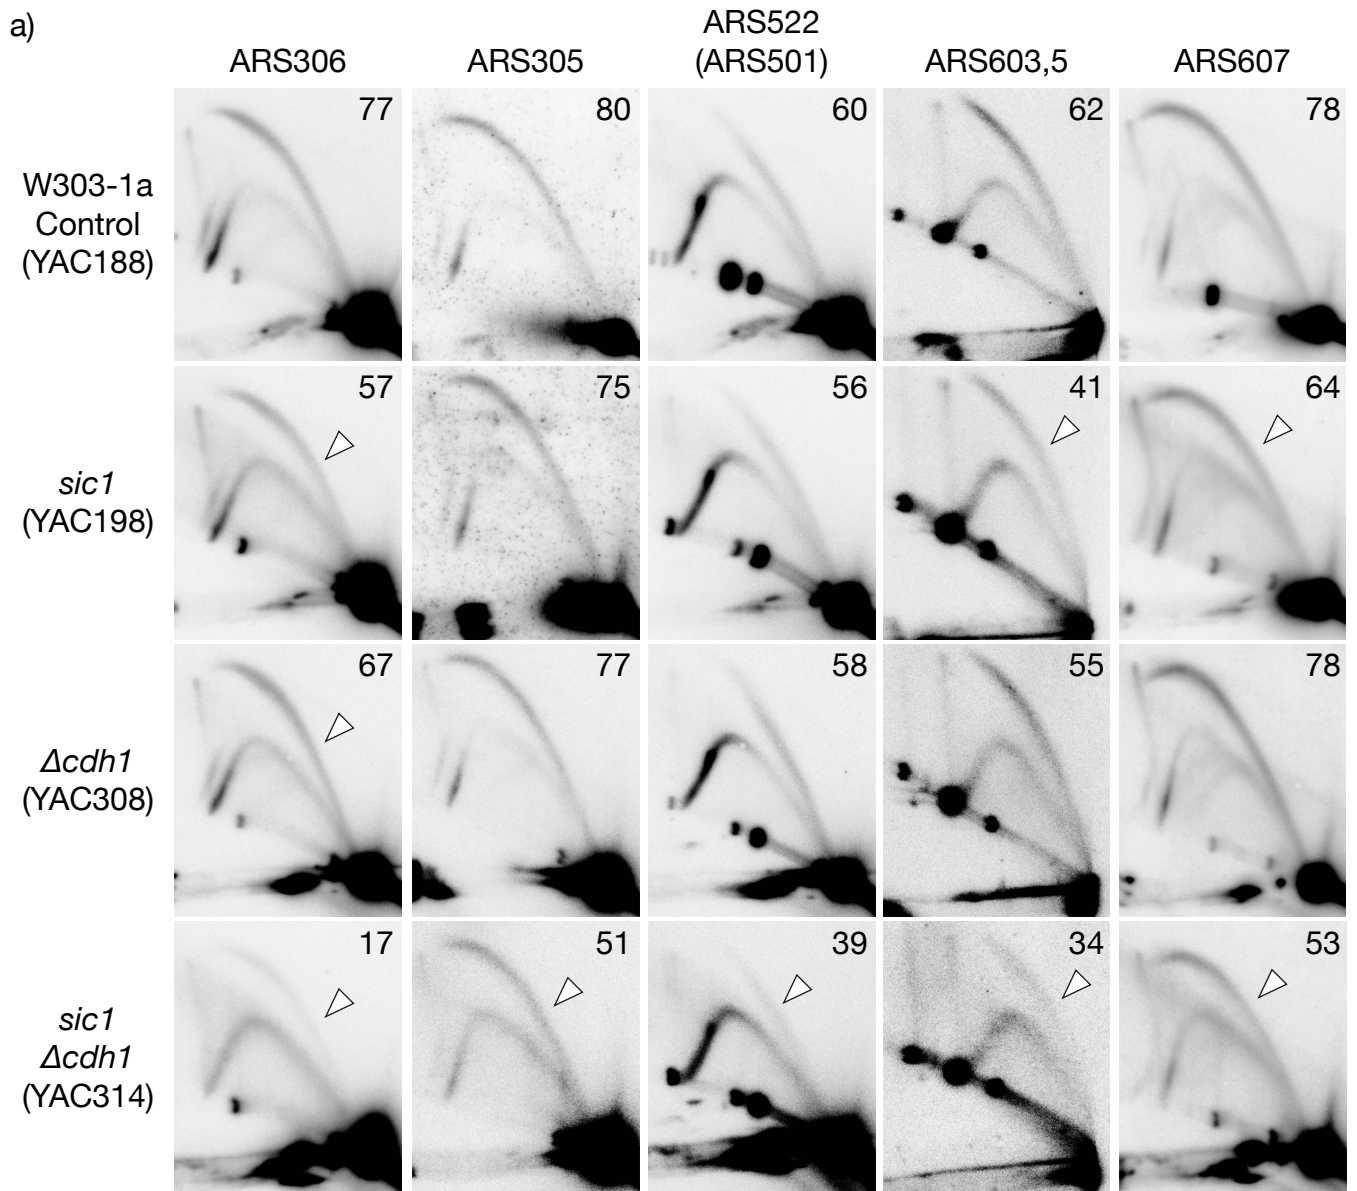 a)
ARS306
ARS305
ARS522
(ARS501)
ARS603,5
ARS607
W303-1a
Control
(YAC188)
77
80
60
62
78
sic1
(YAC198)
57
75
56
41
64
Δcdh1
(YAC308)
67
77
58
55
78
sic1
Δcdh1
(YAC314)
17
51
39
34
53